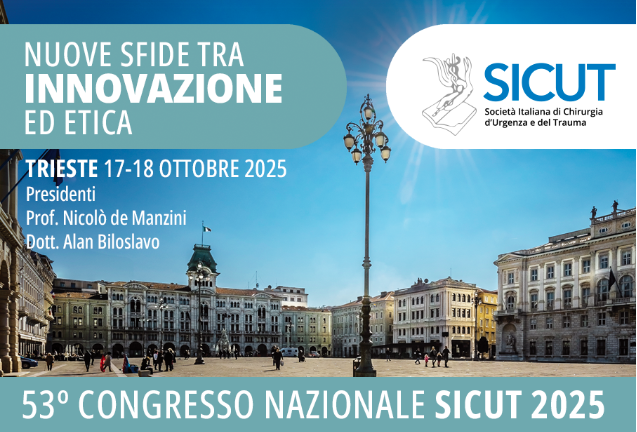 NUOVE SFIDE TRA
INNOVAZIONE
ED ETICA
SICUT
Società Italiana di Chirurgia
d'Urgenza e del Trauma
TRIESTE 17-18 OTTOBRE 2025
Presidenti
Prof. Nicolò de Manzini
Dott. Alan Biloslavo
53º CONGRESSO NAZIONALE SICUT 2025